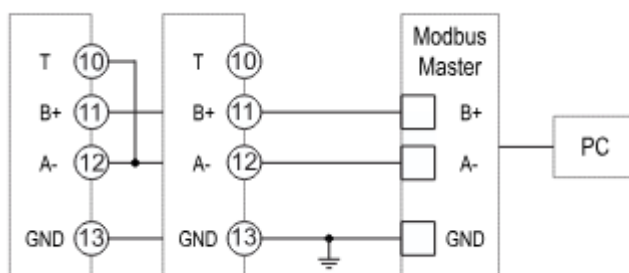 Modbus
Master
T 10 T 10
B+ 11 B+ 11 B+
A- 12 A- 12 A-
PC
GND 13 GND 13 GND